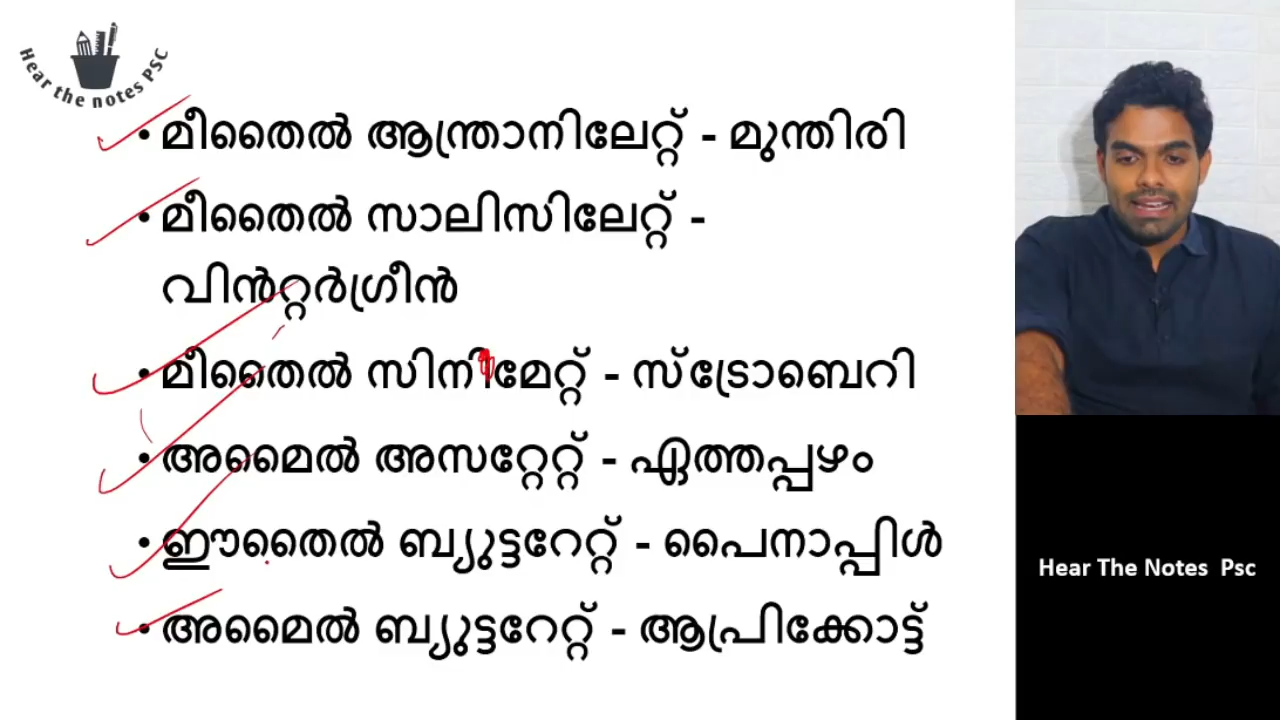 Hear the notes PSC
• മീതൈൽ ആന്ത്രാനിലേറ്റ് - മുന്തിരി
• മീതൈൽ സാലിസിലേറ്റ് -
വിൻ്റർഗ്രീൻ
• മീതൈൽ സിനിമേറ്റ് - സ്ട്രോബെറി
• അമൈൽ അസറ്റേറ്റ് - ഏത്തപ്പഴം
• ഈതൈൽ ബ്യുട്ടറേറ്റ് - പൈനാപ്പിൾ
• അമൈൽ ബ്യുട്ടറേറ്റ് - ആപ്രിക്കോട്ട്
Hear The Notes Psc